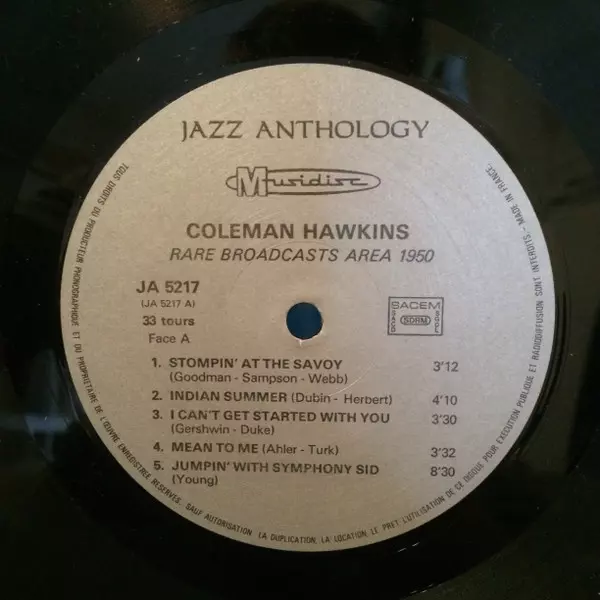 JAZZ ANTHOLOGY
Musidisc
COLEMAN HAWKINS
RARE BROADCASTS AREA 1950
JA 5217
(JA 5217 A)
33 tours
Face A
SACEM
SACD
SDRM
SGDL
1. STOMPIN' AT THE SAVOY 3'12
(Goodman - Sampson - Webb)
2. INDIAN SUMMER (Dubin - Herbert) 4'10
3. I CAN'T GET STARTED WITH YOU 3'30
(Gershwin - Duke)
4. MEAN TO ME (Ahler - Turk) 3'32
5. JUMPIN' WITH SYMPHONY SID 8'30
(Young)
TOUS DROITS DU PRODUCTEUR PHONOGRAPHIQUE ET DU PROPRIETAIRE DE L'ŒUVRE ENREGISTREE RESERVES. SAUF AUTORISATION LA DUPLICATION, LA LOCATION, LE PRET, L'UTILISATION DE CE DISQUE POUR EXECUTION PUBLIQUE ET RADIODIFFUSION SONT INTERDITS - MADE IN FRANCE.